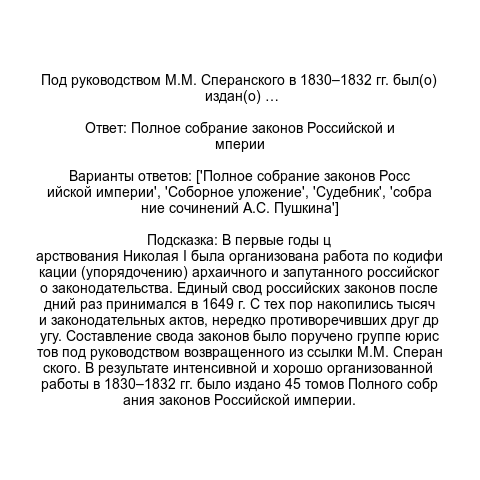 Под руководством М.М. Сперанского в 1830–1832 гг. был(о)
издан(о) …
Ответ: Полное собрание законов Российской и
мперии
Варианты ответов: ['Полное собрание законов Росс
ийской империи', 'Соборное уложение', 'Судебник', 'собра
ние сочинений А.С. Пушкина']
Подсказка: В первые годы ц
арствования Николая I была организована работа по кодифи
кации (упорядочению) архаичного и запутанного российског
о законодательства. Единый свод российских законов после
дний раз принимался в 1649 г. С тех пор накопились тысяч
и законодательных актов, нередко противоречивших друг др
угу. Составление свода законов было поручено группе юрис
тов под руководством возвращенного из ссылки М.М. Сперан
ского. В результате интенсивной и хорошо организованной
работы в 1830–1832 гг. было издано 45 томов Полного собр
ания законов Российской империи.